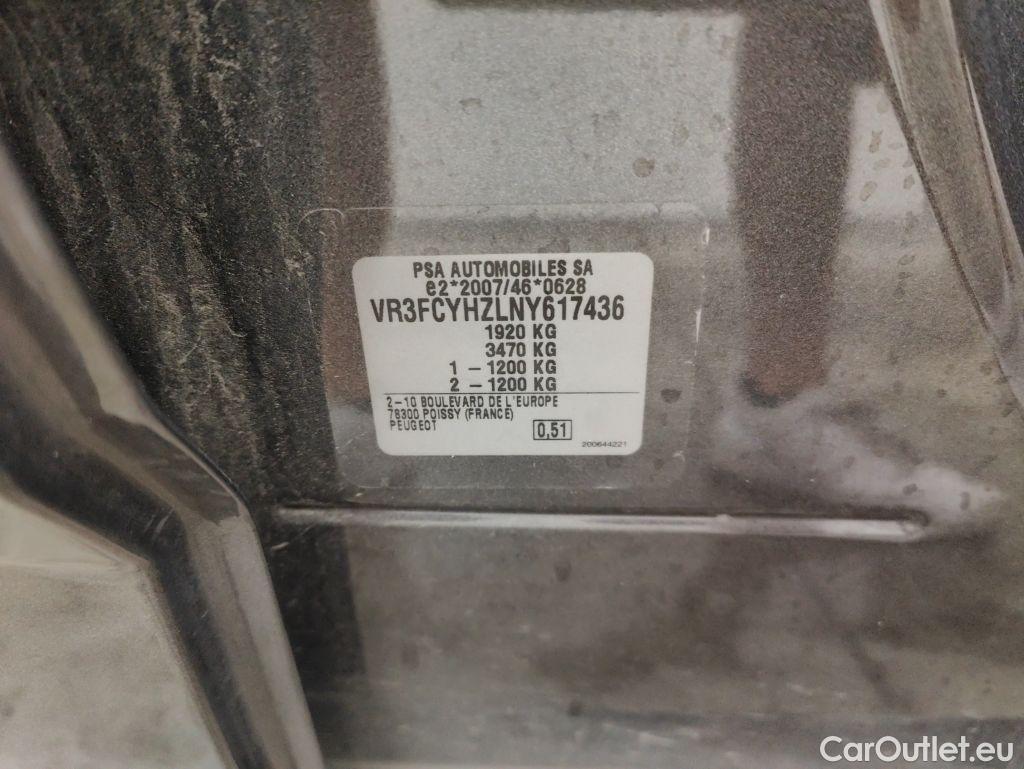 PSA AUTOMOBILES SA
e2*2007/46*0628
VR3FCYHZLNY617436
1920 KG
3470 KG
1 - 1200 KG
2 - 1200 KG
2-10 BOULEVARD DE L'EUROPE
78300 POISSY (FRANCE)
PEUGEOT
0,51
200644221
CarOutlet.eu